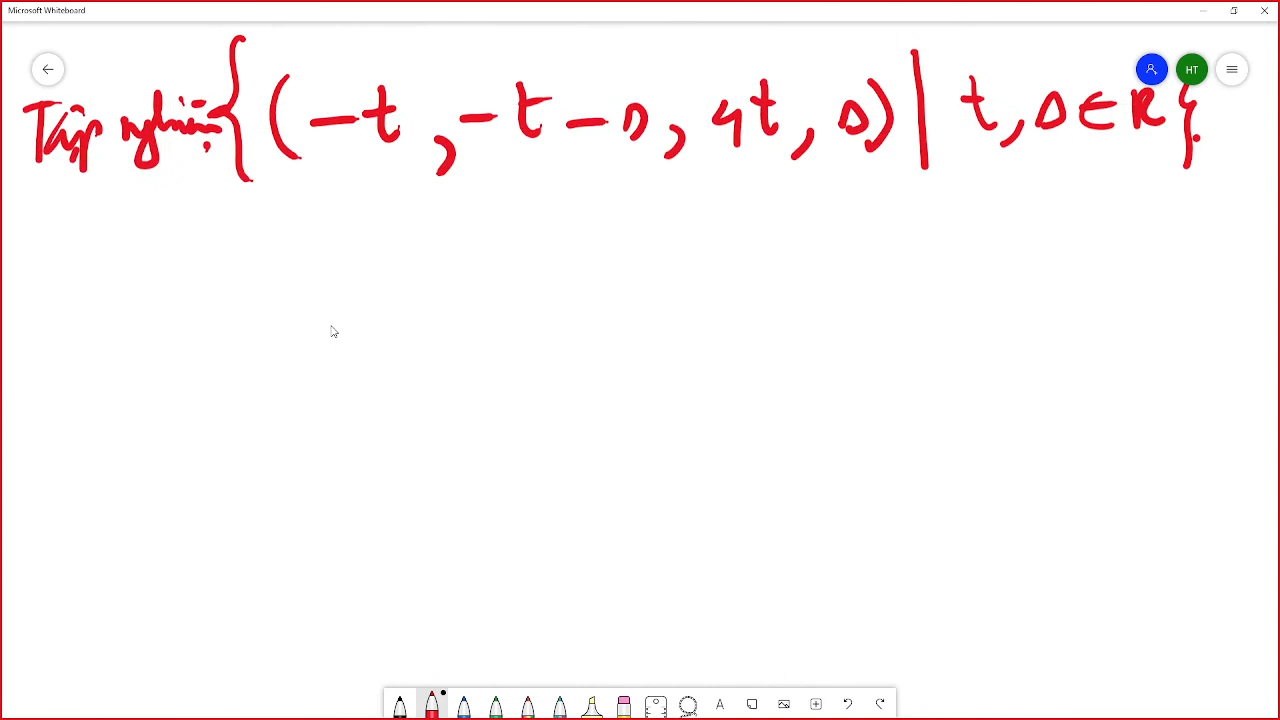 Microsoft Whiteboard
HT
Tập nghiệm { (-t, -t-s, 4t, s) | t, s ∈ R }.
A